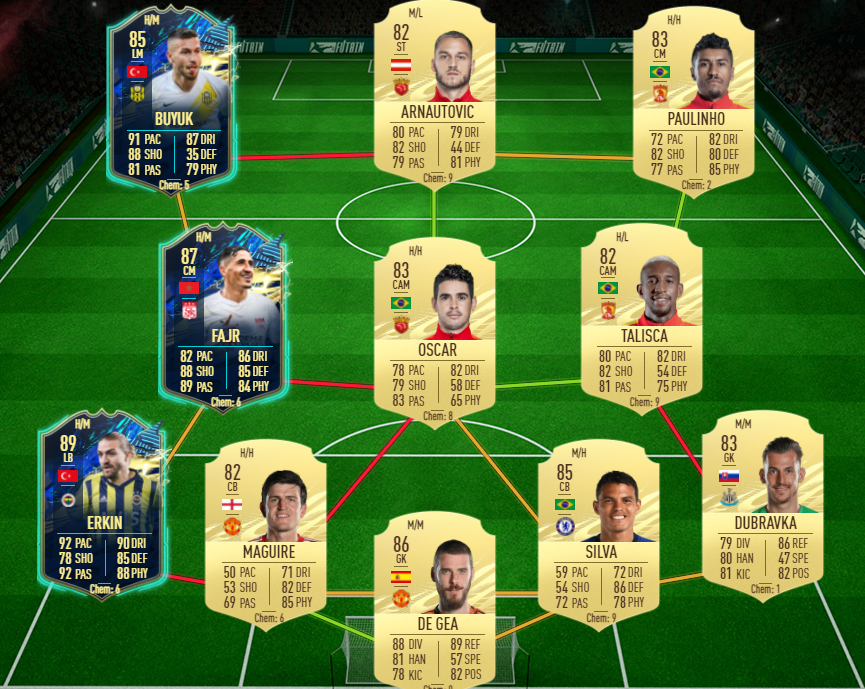 M/L
H/M
H/H
85
LM
82
ST
83
CM
BUYUK
ARNAUTOVIC
PAULINHO
91 PAC 87 DRI
88 SHO 35 DEF
81 PAS 79 PHY
Chem: 5
80 PAC 79 DRI
82 SHO 44 DEF
79 PAS 81 PHY
Chem: 9
72 PAC 82 DRI
82 SHO 80 DEF
77 PAS 85 PHY
Chem: 2
H/M
H/H
H/L
87
CM
83
CAM
82
CAM
FAJR
OSCAR
TALISCA
82 PAC 86 DRI
88 SHO 85 DEF
89 PAS 84 PHY
Chem: 6
78 PAC 82 DRI
79 SHO 58 DEF
83 PAS 65 PHY
Chem: 8
80 PAC 82 DRI
82 SHO 54 DEF
81 PAS 75 PHY
Chem: 9
H/M
89
LB
ERKIN
92 PAC 90 DRI
78 SHO 85 DEF
92 PAS 88 PHY
Chem: 6
H/H
82
CB
MAGUIRE
50 PAC 71 DRI
53 SHO 82 DEF
69 PAS 85 PHY
Chem: 6
M/M
86
GK
DE GEA
88 DIV 89 REF
81 HAN 57 SPE
78 KIC 82 POS
M/H
85
CB
SILVA
59 PAC 72 DRI
54 SHO 86 DEF
72 PAS 78 PHY
Chem: 9
M/M
83
GK
DUBRAVKA
79 DIV 86 REF
80 HAN 47 SPE
81 KIC 82 POS
Chem: 1